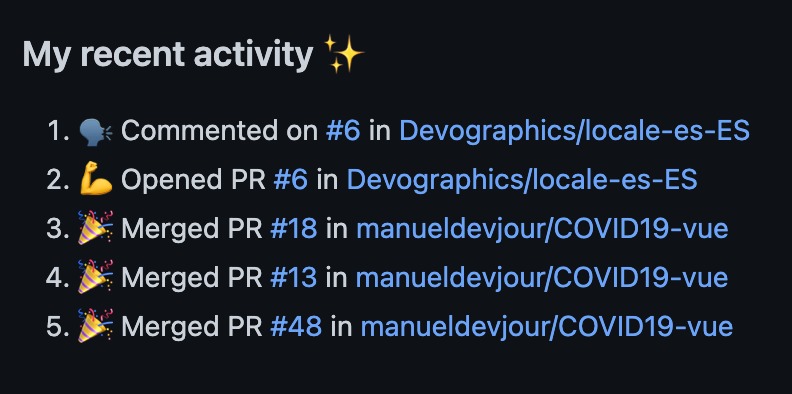 My recent activity ✨
1. 🗣 Commented on #6 in Devographics/locale-es-ES
2. 💪 Opened PR #6 in Devographics/locale-es-ES
3. 🎉 Merged PR #18 in manueldevjour/COVID19-vue
4. 🎉 Merged PR #13 in manueldevjour/COVID19-vue
5. 🎉 Merged PR #48 in manueldevjour/COVID19-vue